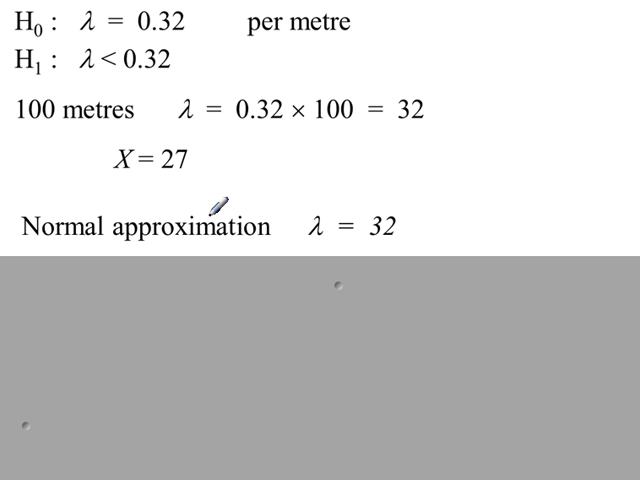 H₀ : λ = 0.32 per metre
H₁ : λ < 0.32
100 metres λ = 0.32 × 100 = 32
X = 27
Normal approximation λ = 32